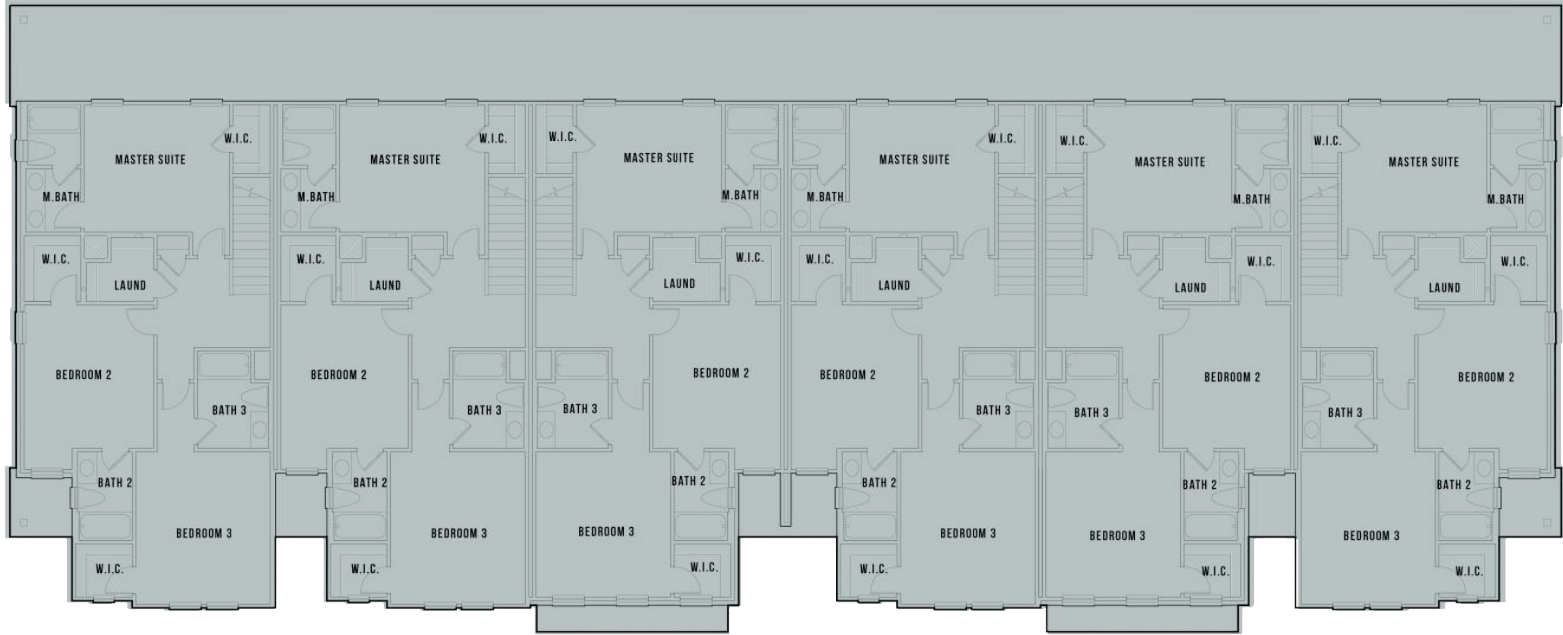 W.I.C.
MASTER SUITE
M.BATH
W.I.C.
LAUND
BEDROOM 2
BATH 3
BATH 2
BEDROOM 3
W.I.C.
W.I.C.
MASTER SUITE
M.BATH
W.I.C.
LAUND
BEDROOM 2
BATH 3
BATH 2
BEDROOM 3
W.I.C.
W.I.C.
MASTER SUITE
M.BATH
W.I.C.
LAUND
BEDROOM 2
BATH 3
BATH 2
BEDROOM 3
W.I.C.
W.I.C.
MASTER SUITE
M.BATH
W.I.C.
LAUND
BEDROOM 2
BATH 3
BATH 2
BEDROOM 3
W.I.C.
W.I.C.
MASTER SUITE
M.BATH
W.I.C.
LAUND
BEDROOM 2
BATH 3
BATH 2
BEDROOM 3
W.I.C.
W.I.C.
MASTER SUITE
M.BATH
W.I.C.
LAUND
BEDROOM 2
BATH 3
BATH 2
BEDROOM 3
W.I.C.